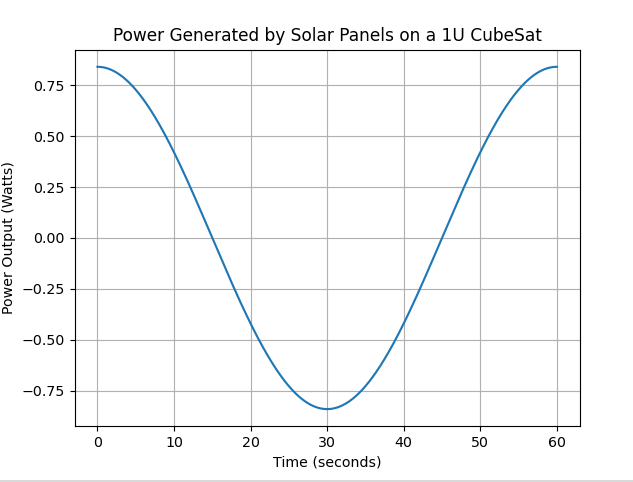 Power Generated by Solar Panels on a 1U CubeSat
Power Output (Watts)
0.75
0.50
0.25
0.00
−0.25
−0.50
−0.75
0 10 20 30 40 50 60
Time (seconds)